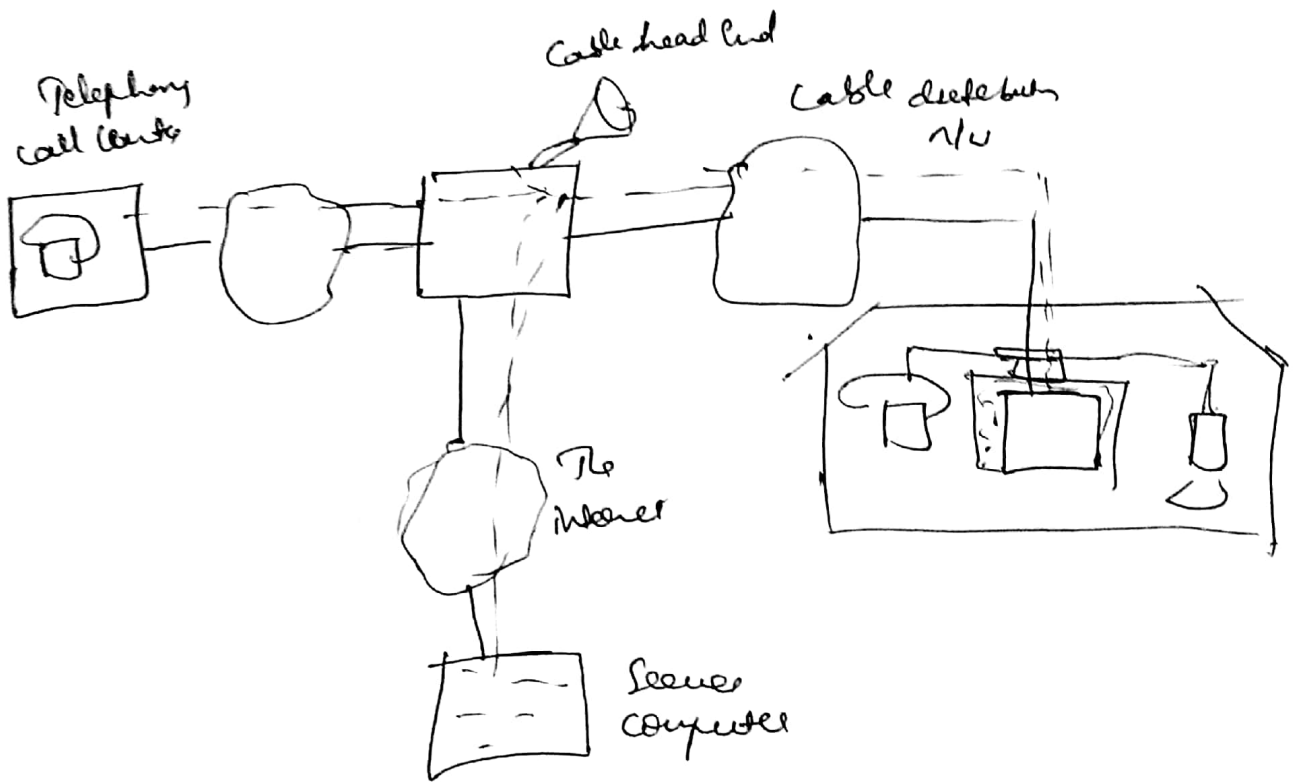 Cable head End
Telephony
call Centre
Cable distribution
n/w
The
internet
Server
computer